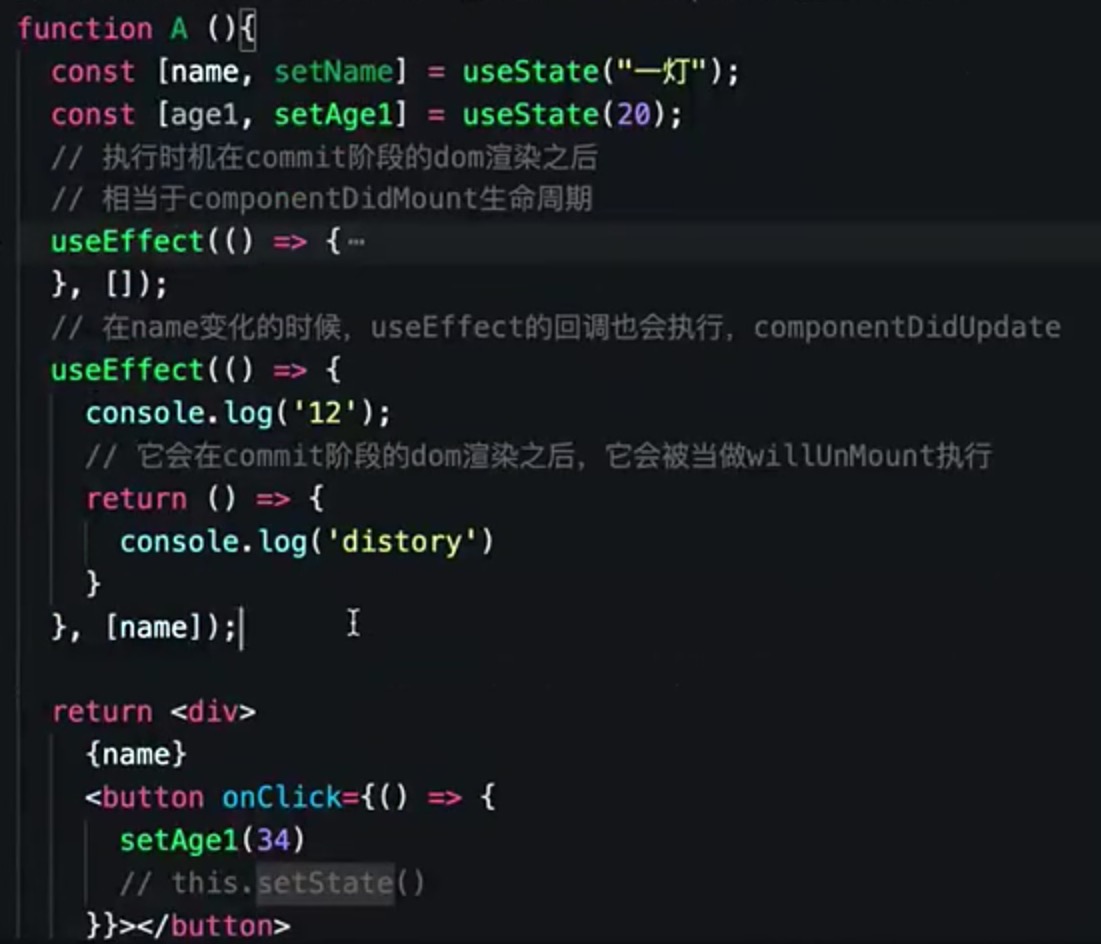 function A (){
const [name, setName] = useState("一灯");
const [age1, setAge1] = useState(20);
// 执行时机在commit阶段的dom渲染之后
// 相当于componentDidMount生命周期
useEffect(() => {⋯
}, []);
// 在name变化的时候，useEffect的回调也会执行，componentDidUpdate
useEffect(() => {
console.log('12');
// 它会在commit阶段的dom渲染之后，它会被当做willUnMount执行
return () => {
console.log('distory')
}
}, [name]);
return <div>
{name}
<button onClick={() => {
setAge1(34)
// this.setState()
}}></button>